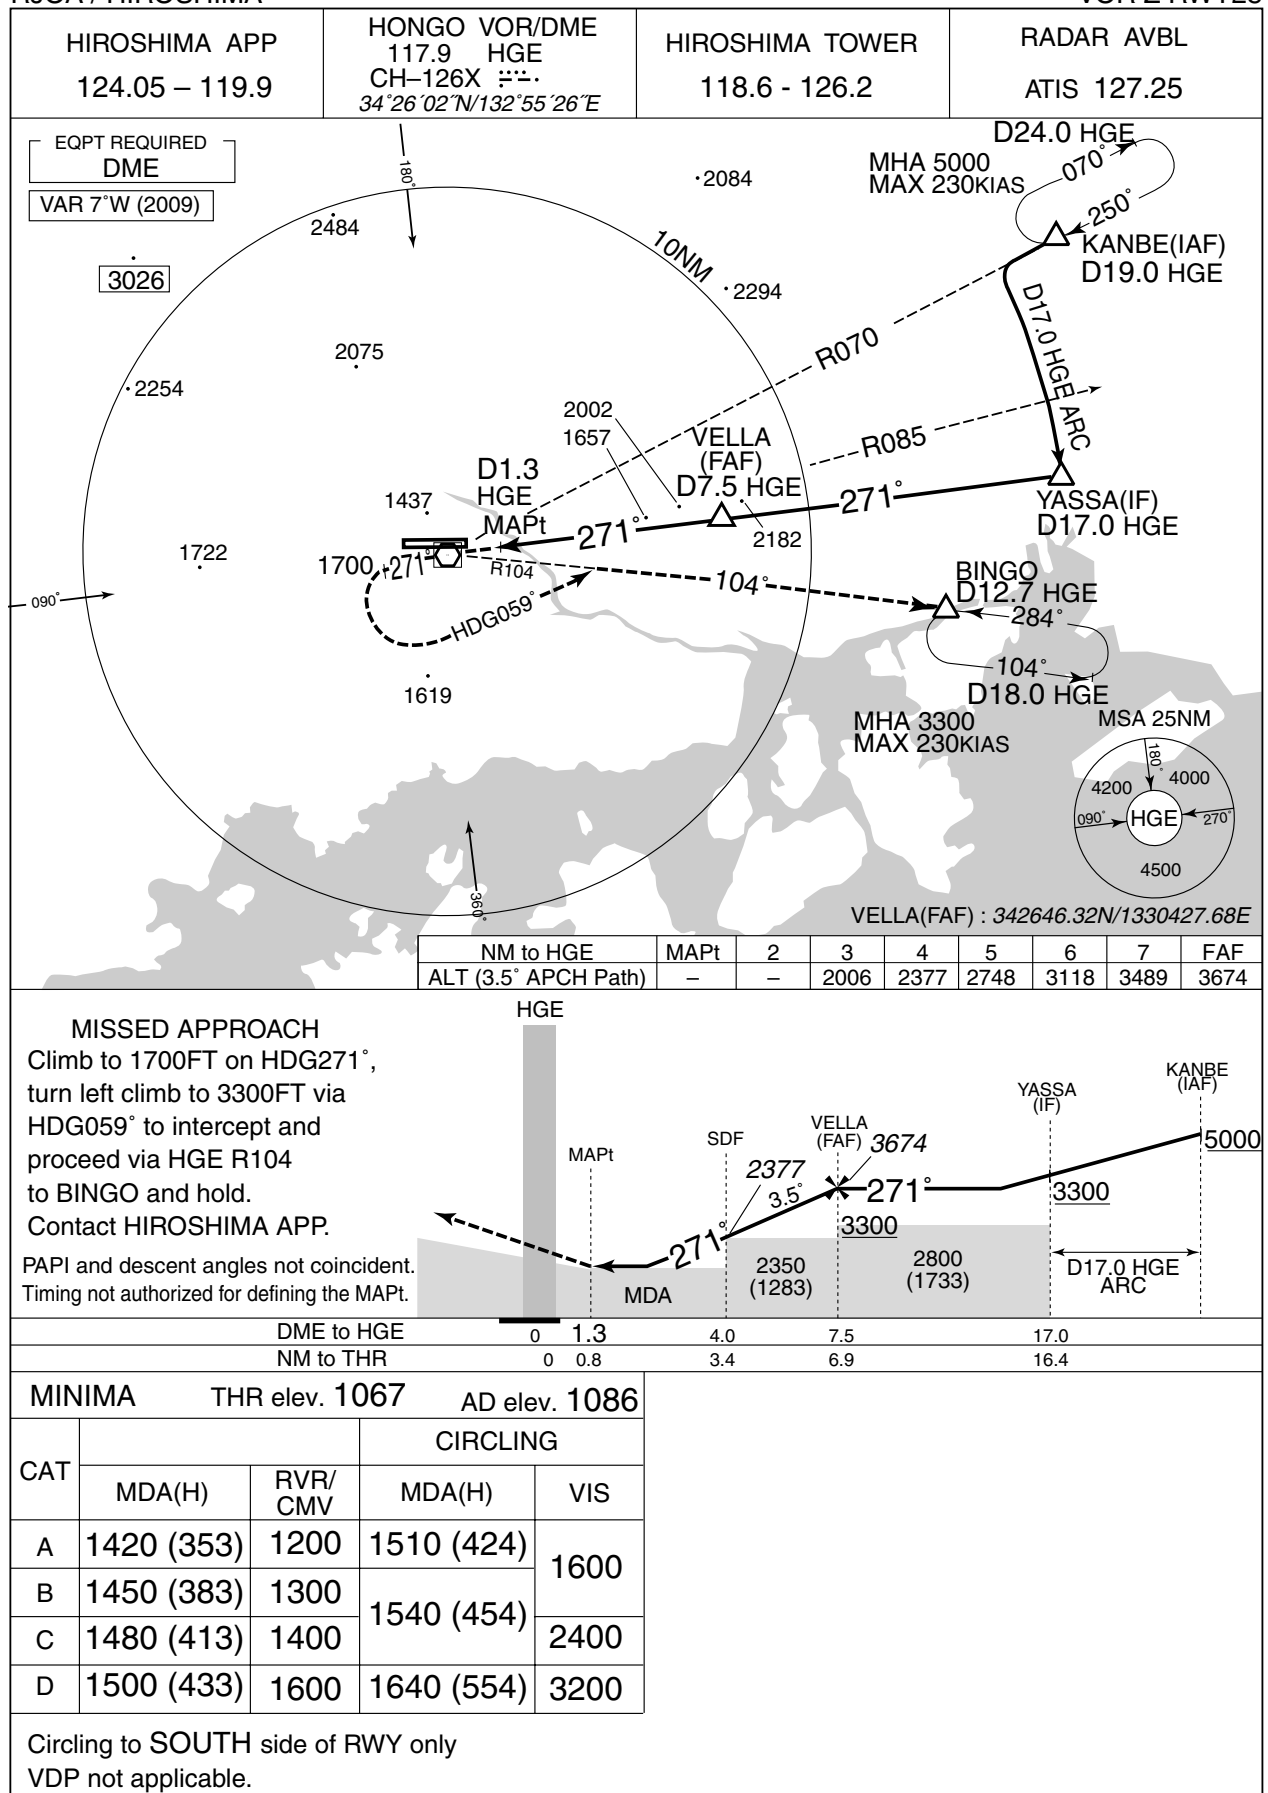 HIROSHIMA APP
124.05 – 119.9
HONGO VOR/DME
117.9 HGE
CH–126X
34°26´02˝N/132°55´26˝E
HIROSHIMA TOWER
118.6 - 126.2
RADAR AVBL
ATIS 127.25
EQPT REQUIRED
DME
VAR 7°W (2009)
3026
180°
2484
2084
10NM
2294
2075
2254
D24.0 HGE
MHA 5000
MAX 230KIAS
070°
250°
KANBE(IAF)
D19.0 HGE
D17.0 HGE ARC
R070
R085
2002
1657
VELLA
(FAF)
D7.5 HGE
271°
YASSA(IF)
D17.0 HGE
D1.3
HGE
MAPt
1437
271°
2182
1722
1700
271°
R104
104°
HDG059°
090°
BINGO
D12.7 HGE
284°
104°
D18.0 HGE
1619
MHA 3300
MAX 230KIAS
MSA 25NM
180°
4200
4000
090°
HGE
270°
4500
360°
VELLA(FAF) : 342646.32N/1330427.68E
NM to HGE MAPt 2 3 4 5 6 7 FAF
ALT (3.5° APCH Path) – – 2006 2377 2748 3118 3489 3674
MISSED APPROACH
Climb to 1700FT on HDG271°,
turn left climb to 3300FT via
HDG059° to intercept and
proceed via HGE R104
to BINGO and hold.
Contact HIROSHIMA APP.
PAPI and descent angles not coincident.
Timing not authorized for defining the MAPt.
HGE
MAPt
SDF
VELLA
(FAF)
YASSA
(IF)
KANBE
(IAF)
2377
3674
3.5°
271°
271°
5000
3300
3300
2350
(1283)
2800
(1733)
D17.0 HGE
ARC
MDA
DME to HGE 0 1.3 4.0 7.5 17.0
NM to THR 0 0.8 3.4 6.9 16.4
MINIMA THR elev. 1067 AD elev. 1086
CAT
CIRCLING
MDA(H)
RVR/
CMV
MDA(H)
VIS
A 1420 (353) 1200 1510 (424) 1600
B 1450 (383) 1300 1540 (454)
C 1480 (413) 1400 2400
D 1500 (433) 1600 1640 (554) 3200
Circling to SOUTH side of RWY only
VDP not applicable.